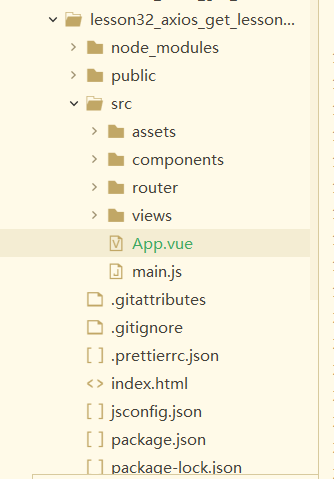 lesson32_axios_get_lesson...
node_modules
public
src
assets
components
router
views
App.vue
main.js
.gitattributes
.gitignore
.prettierrc.json
index.html
jsconfig.json
package.json
package-lock.json